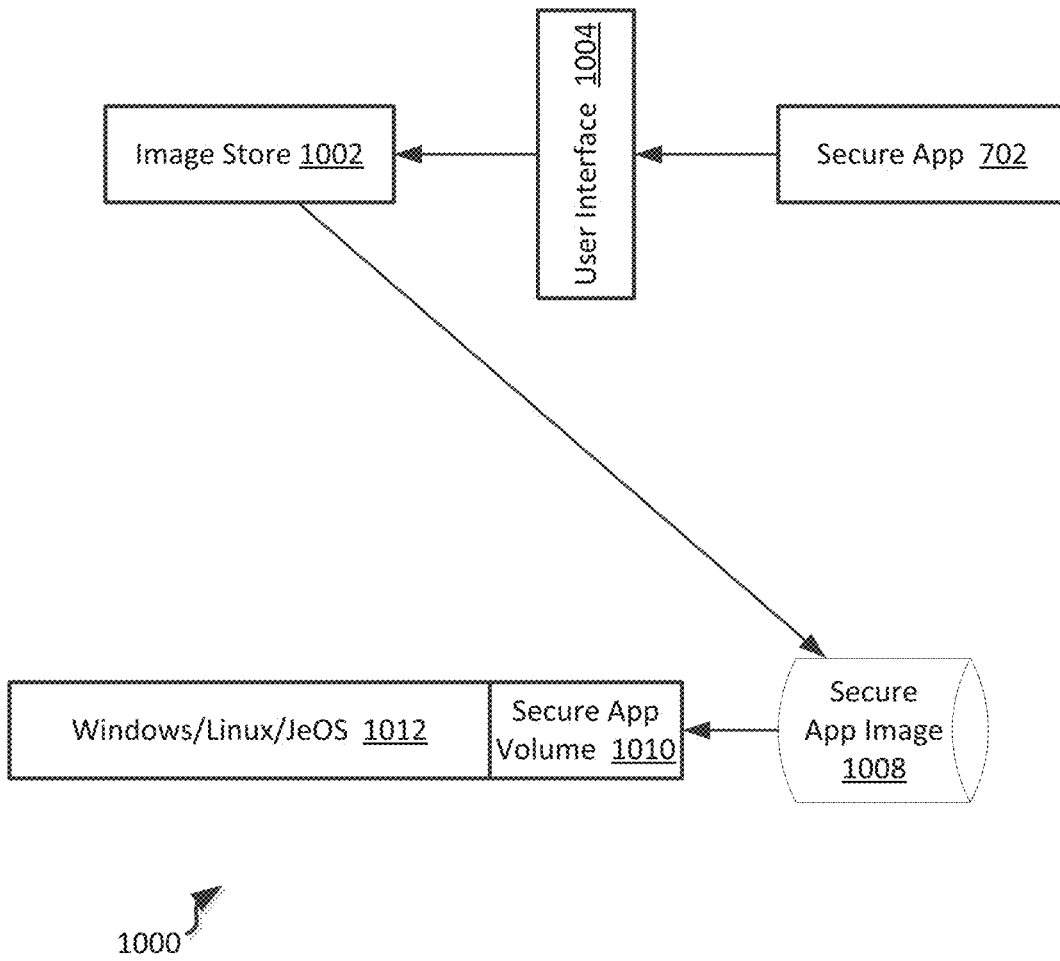 User Interface 1004
Image Store 1002
Secure App 702
Windows/Linux/JeOS 1012
Secure App
Volume 1010
Secure
App Image
1008
1000